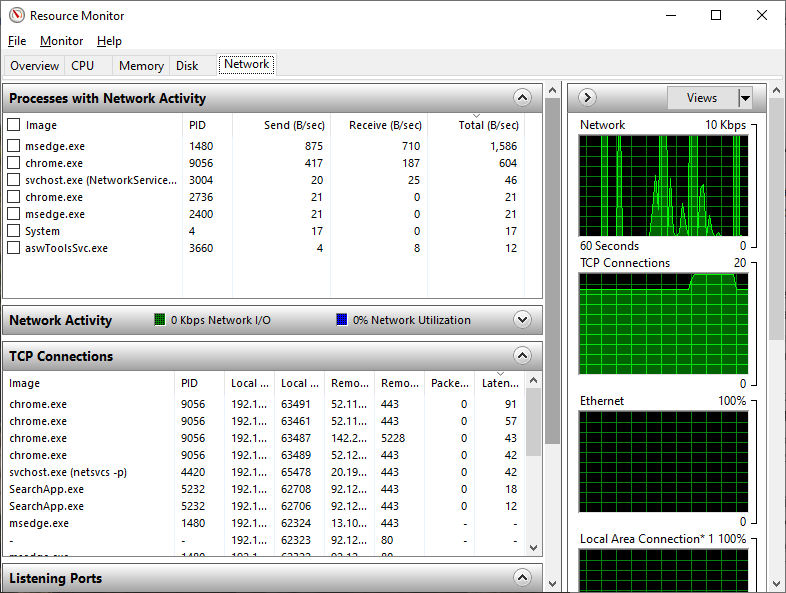 Resource Monitor
File Monitor Help
Overview CPU Memory Disk Network
Processes with Network Activity
Image PID Send (B/sec) Receive (B/sec) Total (B/sec)
msedge.exe 1480 875 710 1,586
chrome.exe 9056 417 187 604
svchost.exe (NetworkService... 3004 20 25 46
chrome.exe 2736 21 0 21
msedge.exe 2400 21 0 21
System 4 17 0 17
aswToolsSvc.exe 3660 4 8 12
Network Activity 0 Kbps Network I/O 0% Network Utilization
TCP Connections
Image PID Local ... Local ... Remo... Remo... Packe... Laten...
chrome.exe 9056 192.1... 63491 52.11... 443 0 91
chrome.exe 9056 192.1... 63461 52.11... 443 0 57
chrome.exe 9056 192.1... 63487 142.2... 5228 0 43
chrome.exe 9056 192.1... 63489 52.12... 443 0 42
svchost.exe (netsvcs -p) 4420 192.1... 65478 20.19... 443 0 42
SearchApp.exe 5232 192.1... 62708 92.12... 443 0 18
SearchApp.exe 5232 192.1... 62706 92.12... 443 0 12
msedge.exe 1480 192.1... 62324 13.10... 443 - -
- - 192.1... 62323 92.12... 80 - -
Listening Ports
Views
Network 10 Kbps
60 Seconds 0
TCP Connections 20
0
Ethernet 100%
0
Local Area Connection* 1 100%